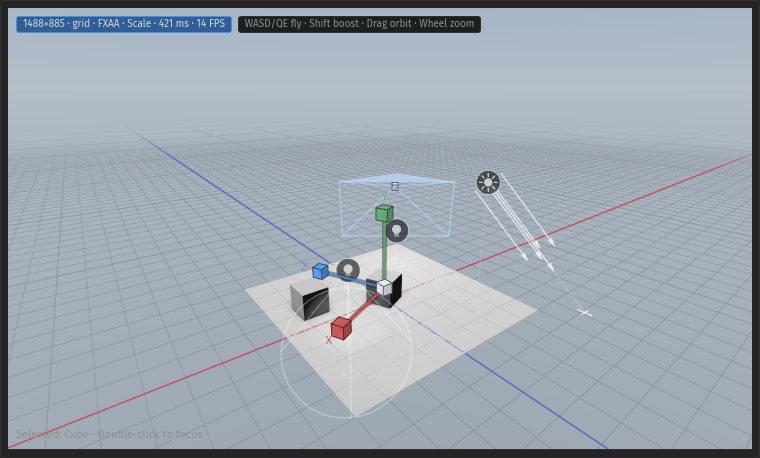 1488×885 · grid · FXAA · Scale · 421 ms · 14 FPS
WASD/QE fly · Shift boost · Drag orbit · Wheel zoom
Y
Z
X
Selected: Cube · Double-click to focus